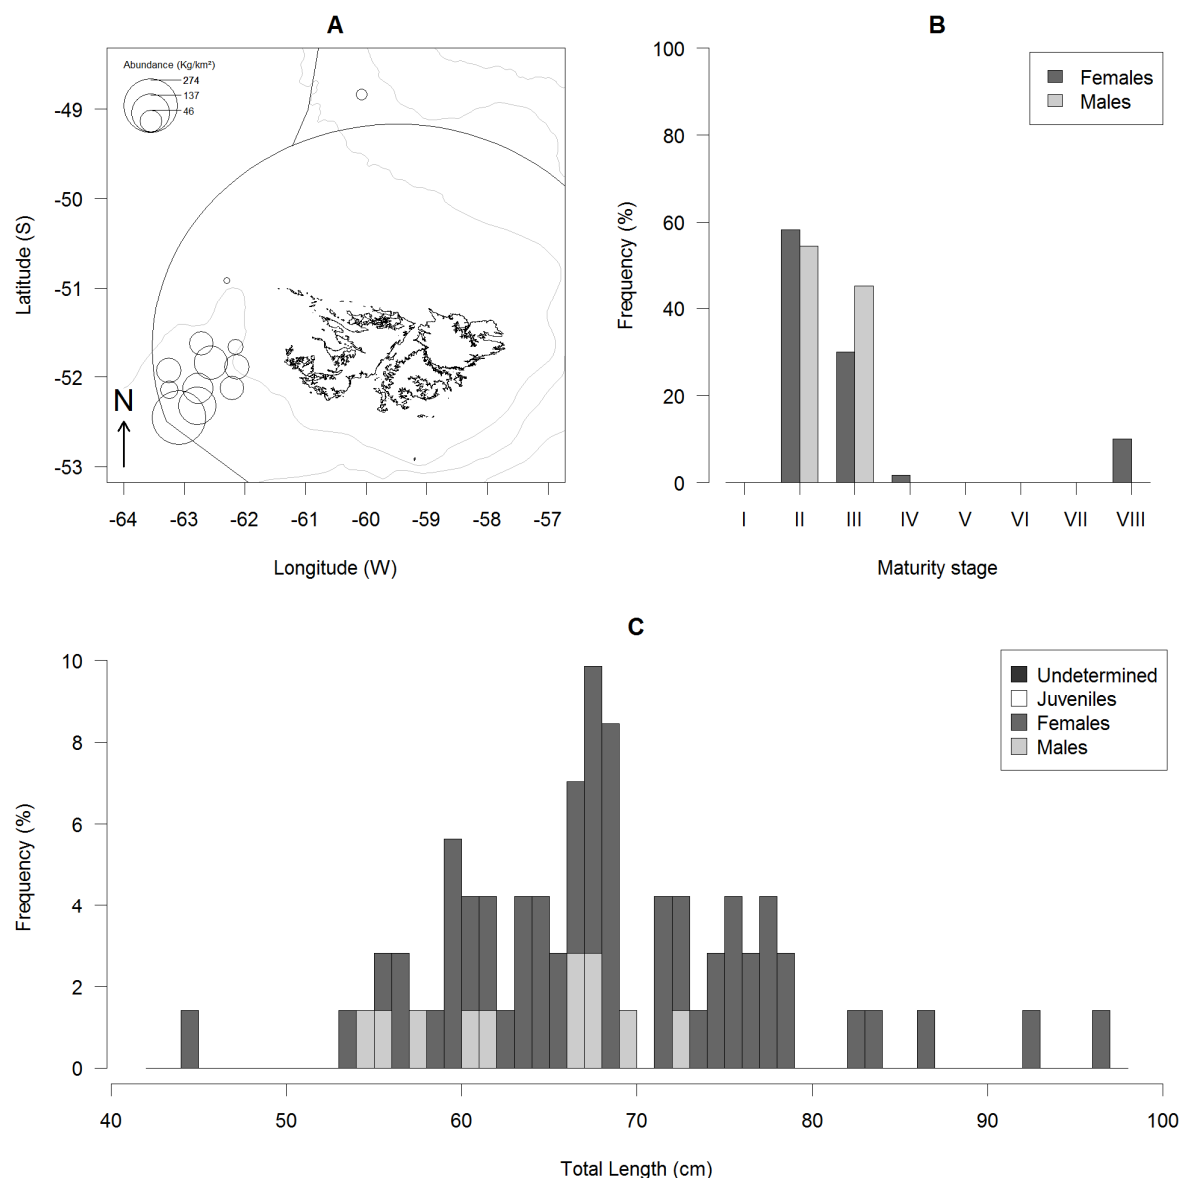 A
Abundance (Kg/km²)
274
137
46
N
-49
-50
-51
-52
-53
Latitude (S)
-64 -63 -62 -61 -60 -59 -58 -57
Longitude (W)
B
Females
Males
100
80
60
40
20
0
Frequency (%)
I II III IV V VI VII VIII
Maturity stage
C
Undetermined
Juveniles
Females
Males
10
8
6
4
2
0
Frequency (%)
40 50 60 70 80 90 100
Total Length (cm)